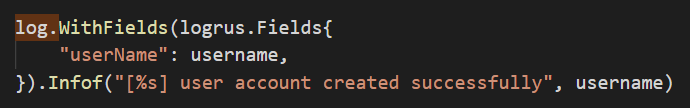 log.WithFields(logrus.Fields{
    "userName": username,
}).Infof("[%s] user account created successfully", username)